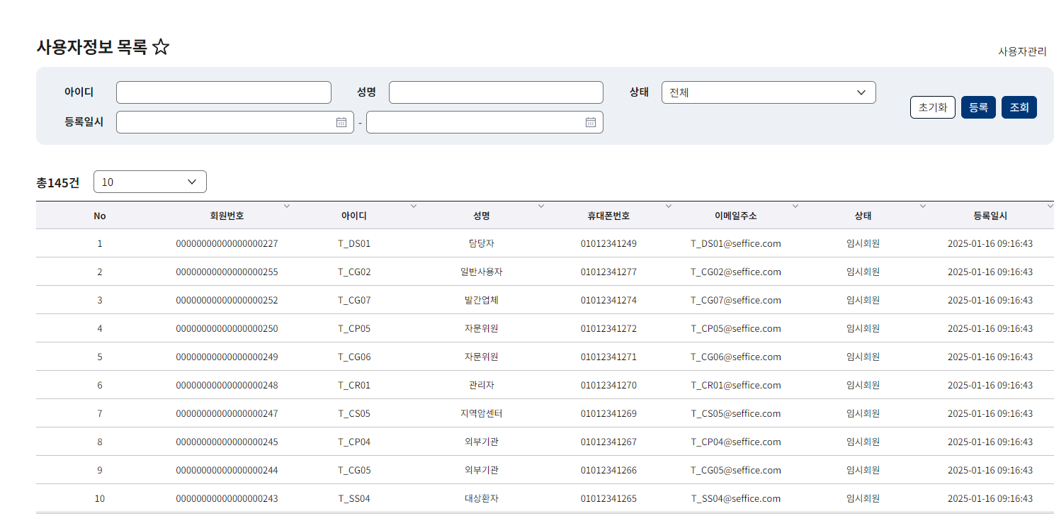 사용자정보 목록 ☆
사용자관리
아이디 성명 상태 전체
초기화 등록 조회
등록일시 -
총145건 10
No 회원번호 아이디 성명 휴대폰번호 이메일주소 상태 등록일시
1 00000000000000000227 T_DS01 담당자 01012341249 T_DS01@seffice.com 임시회원 2025-01-16 09:16:43
2 00000000000000000255 T_CG02 일반사용자 01012341277 T_CG02@seffice.com 임시회원 2025-01-16 09:16:43
3 00000000000000000252 T_CG07 발간업체 01012341274 T_CG07@seffice.com 임시회원 2025-01-16 09:16:43
4 00000000000000000250 T_CP05 자문위원 01012341272 T_CP05@seffice.com 임시회원 2025-01-16 09:16:43
5 00000000000000000249 T_CG06 자문위원 01012341271 T_CG06@seffice.com 임시회원 2025-01-16 09:16:43
6 00000000000000000248 T_CR01 관리자 01012341270 T_CR01@seffice.com 임시회원 2025-01-16 09:16:43
7 00000000000000000247 T_CS05 지역암센터 01012341269 T_CS05@seffice.com 임시회원 2025-01-16 09:16:43
8 00000000000000000245 T_CP04 외부기관 01012341267 T_CP04@seffice.com 임시회원 2025-01-16 09:16:43
9 00000000000000000244 T_CG05 외부기관 01012341266 T_CG05@seffice.com 임시회원 2025-01-16 09:16:43
10 00000000000000000243 T_SS04 대상환자 01012341265 T_SS04@seffice.com 임시회원 2025-01-16 09:16:43